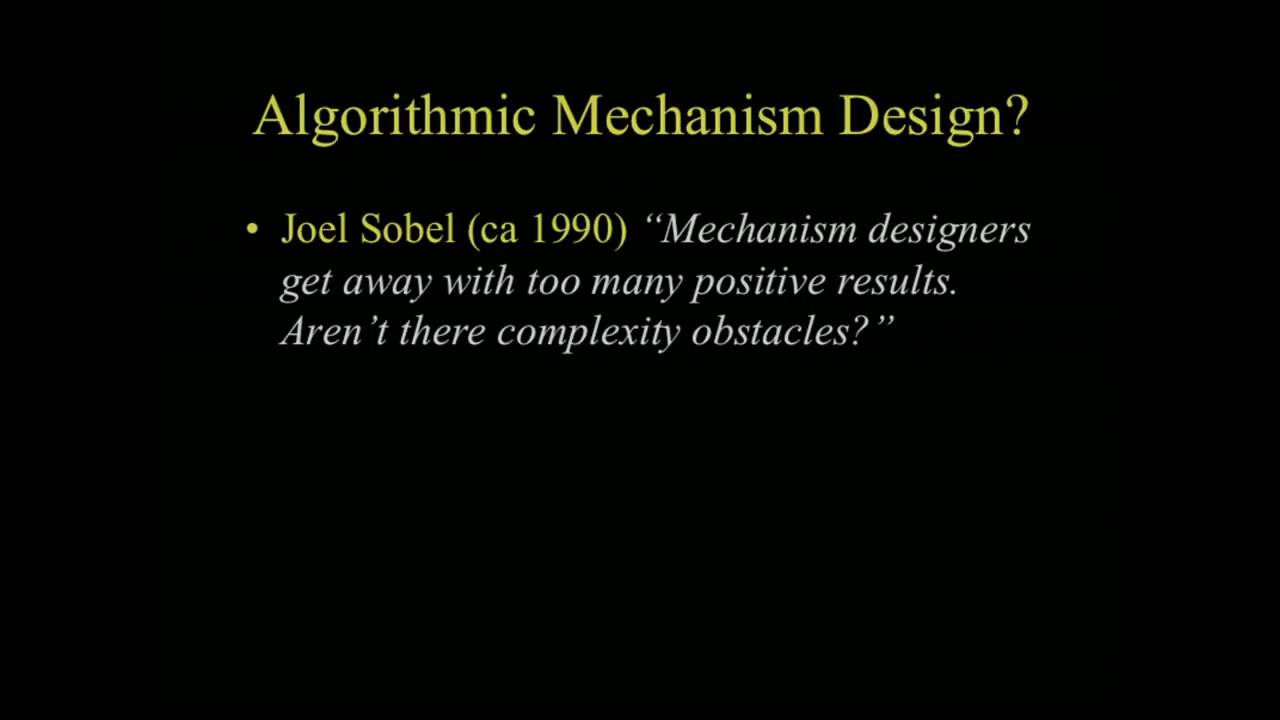 Algorithmic Mechanism Design?
• Joel Sobel (ca 1990) “Mechanism designers
get away with too many positive results.
Aren’t there complexity obstacles?”